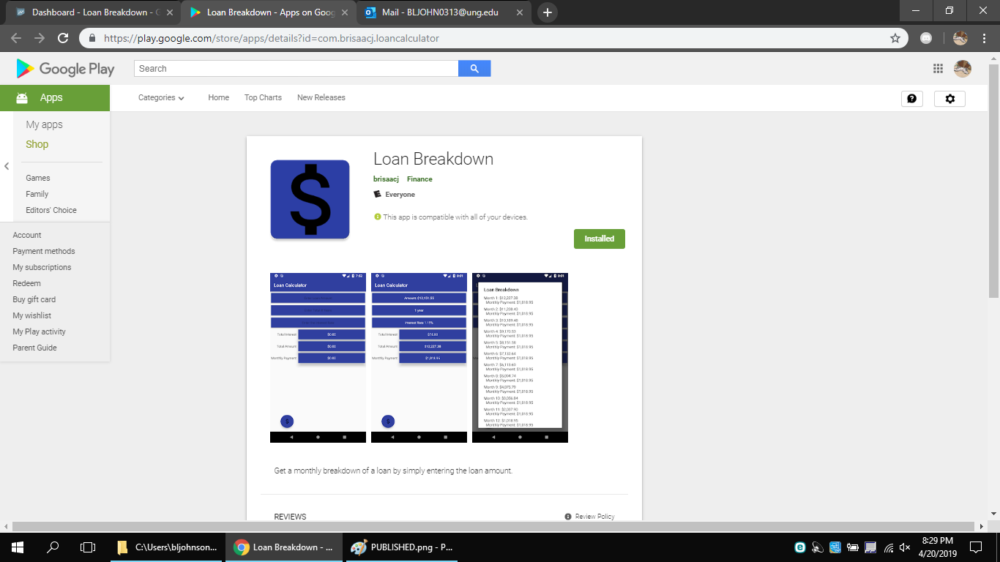 Dashboard - Loan Breakdown - G
Loan Breakdown - Apps on Goog
Mail - BLJOHN0313@ung.edu
https://play.google.com/store/apps/details?id=com.brisaacj.loancalculator
Google Play
Search
Apps
Categories
Home
Top Charts
New Releases
My apps
Shop
Games
Family
Editors' Choice
Account
Payment methods
My subscriptions
Redeem
Buy gift card
My wishlist
My Play activity
Parent Guide
Loan Breakdown
brisaacj Finance
Everyone
This app is compatible with all of your devices.
Installed
7:53
Loan Calculator
Total Interest $0.00
Total Amount $0.00
Monthly Payment $0.00
8:01
Loan Calculator
Amount: $12,151.53
1 year
Interest Rate 1.15%
Total Interest
Total Amount $12,227.38
Monthly Payment $1,018.95
8:01
Loan Breakdown
Month 1: $12,227.38
Monthly Payment: $1,018.95
Month 2: $11,208.43
Monthly Payment: $1,018.95
Month 3: $10,189.48
Monthly Payment: $1,018.95
Month 4: $9,170.53
Monthly Payment: $1,018.95
Month 5: $8,151.58
Monthly Payment: $1,018.95
Month 6: $7,132.64
Monthly Payment: $1,018.95
Month 7: $6,113.69
Monthly Payment: $1,018.95
Month 8: $5,094.74
Monthly Payment: $1,018.95
Month 9: $4,075.79
Monthly Payment: $1,018.95
Month 10: $3,056.84
Monthly Payment: $1,018.95
Month 11: $2,037.90
Monthly Payment: $1,018.95
Month 12: $1,018.95
Monthly Payment: $1,018.95
Get a monthly breakdown of a loan by simply entering the loan amount.
REVIEWS
Review Policy
C:\Users\bljohnson...
Loan Breakdown - ...
PUBLISHED.png - P...
8:29 PM
4/20/2019